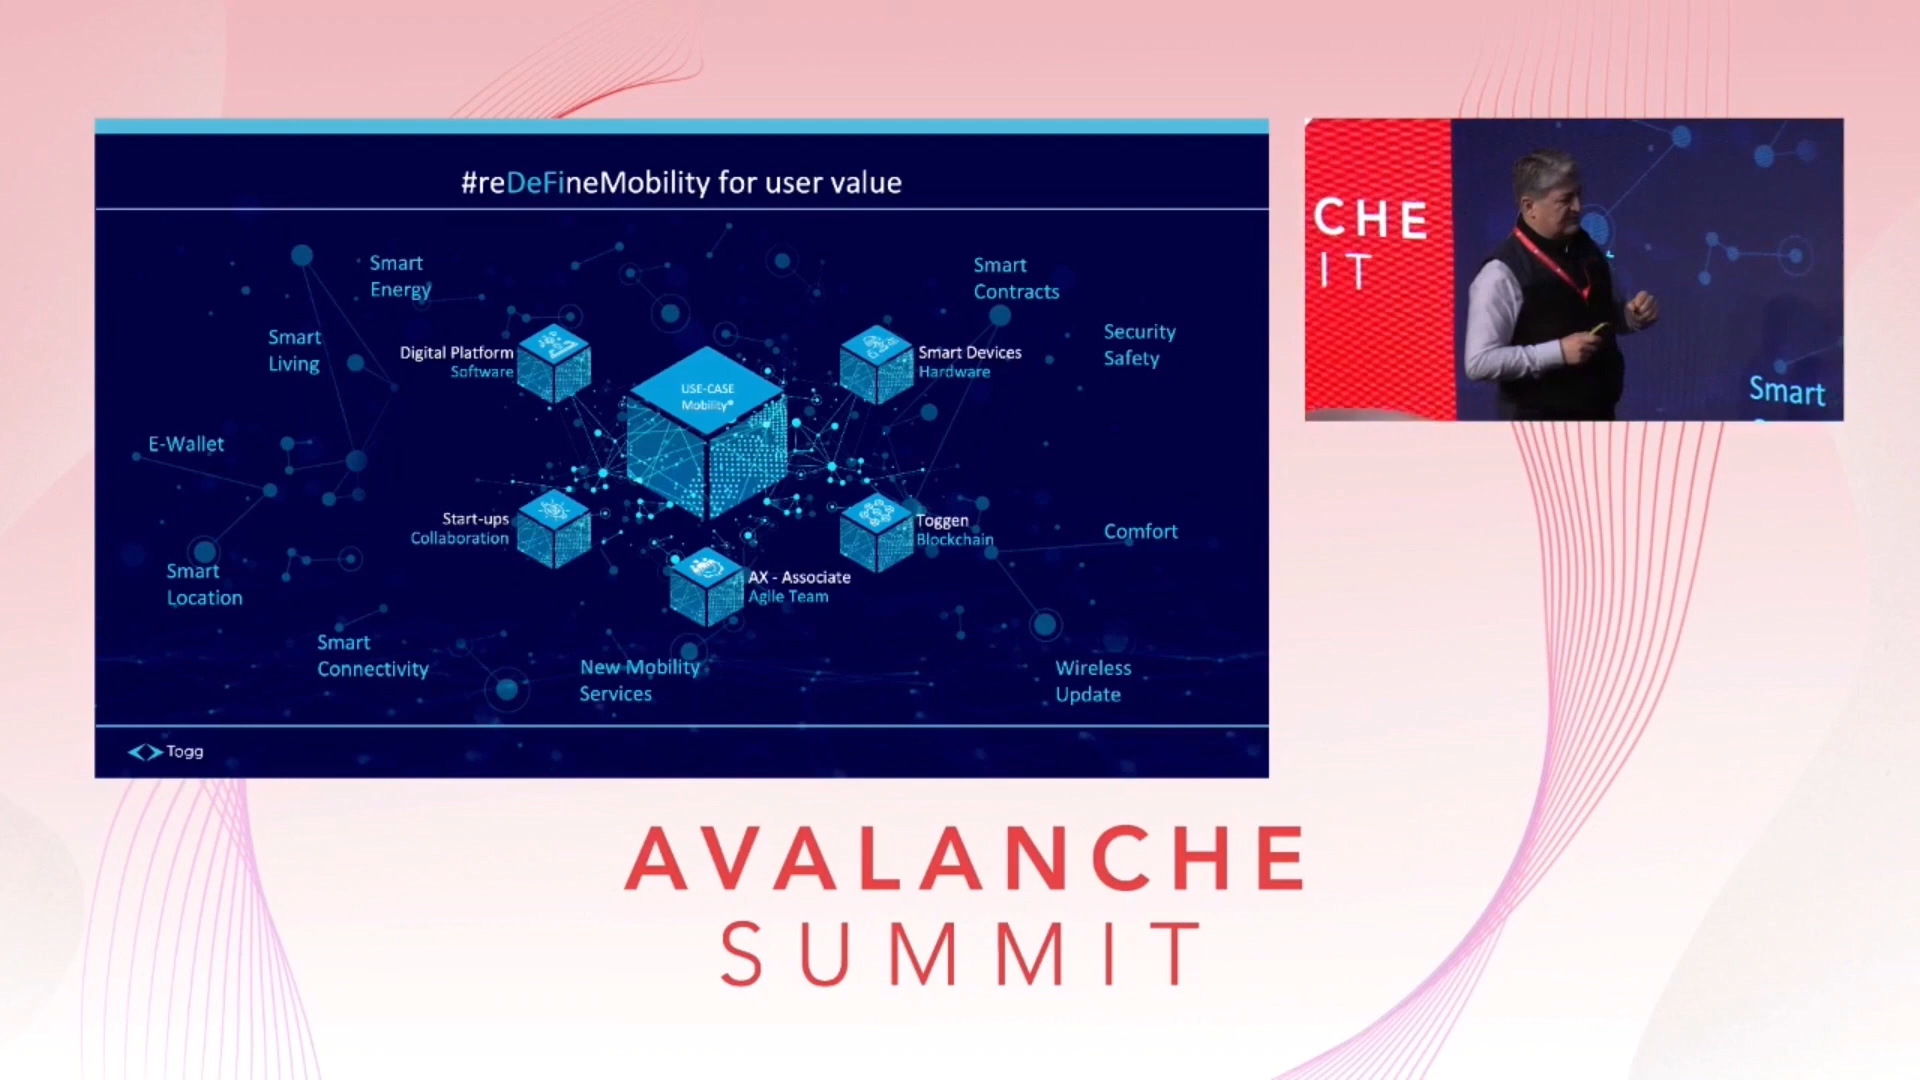 #reDeFineMobility for user value
Smart
Energy
Smart
Contracts
Smart
Living
Security
Safety
Digital Platform
Software
Smart Devices
Hardware
USE-CASE
Mobility®
E-Wallet
Start-ups
Collaboration
Toggen
Blockchain
Comfort
Smart
Location
AX - Associate
Agile Team
Smart
Connectivity
New Mobility
Services
Wireless
Update
Togg
CHE
IT
Smart
AVALANCHE
SUMMIT